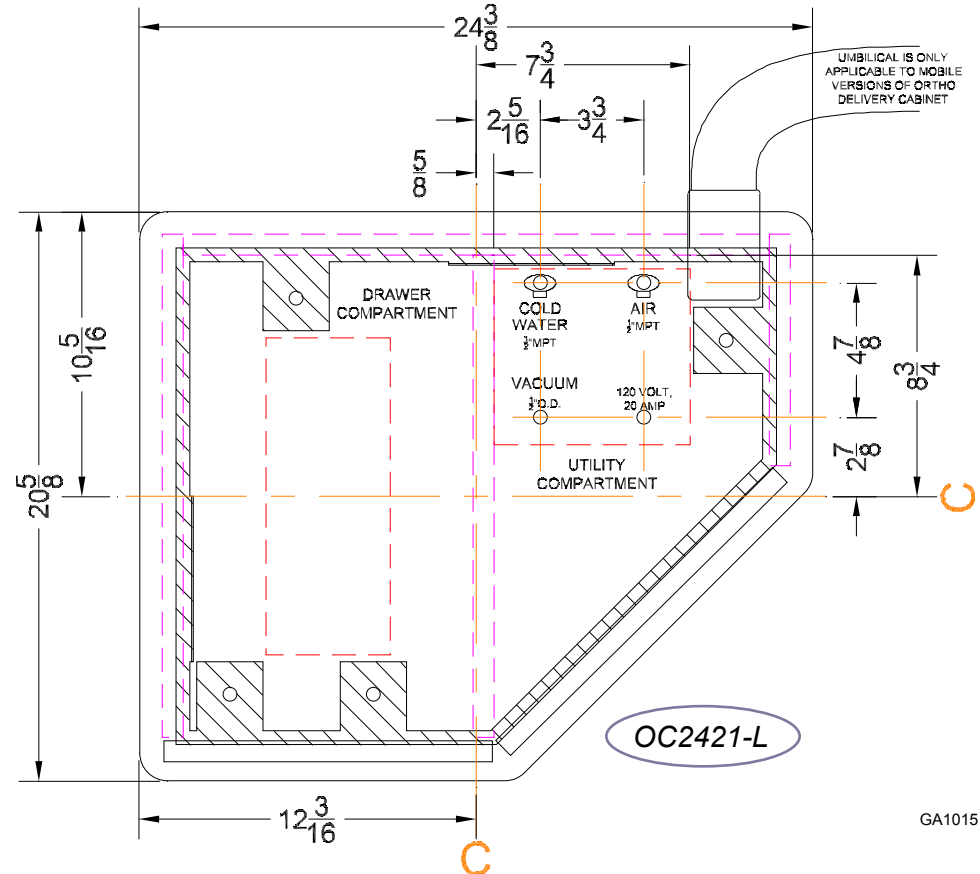 24 3/8
7 3/4
UMBILICAL IS ONLY
APPLICABLE TO MOBILE
VERSIONS OF ORTHO
DELIVERY CABINET
2 5/16
3 3/4
5/8
DRAWER
COMPARTMENT
COLD
WATER
½"MPT
AIR
½"MPT
10 5/16
4 7/8
8 3/4
VACUUM
½"O.D.
120 VOLT,
20 AMP
2 7/8
UTILITY
COMPARTMENT
20 5/8
C
OC2421-L
12 3/16
GA1015
C